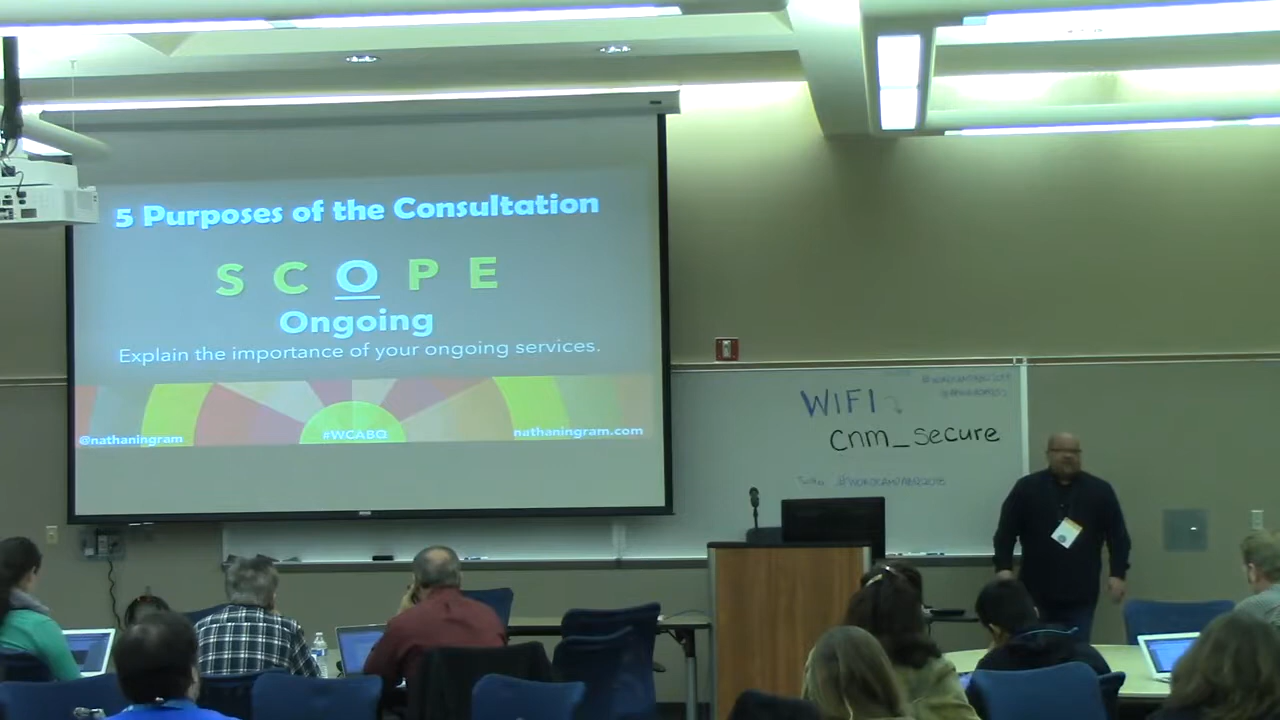 5 Purposes of the Consultation
S C O P E
Ongoing
Explain the importance of your ongoing services.
@nathaningram
#WCABQ
nathaningram.com
WIFI
cnm_secure
Twitter